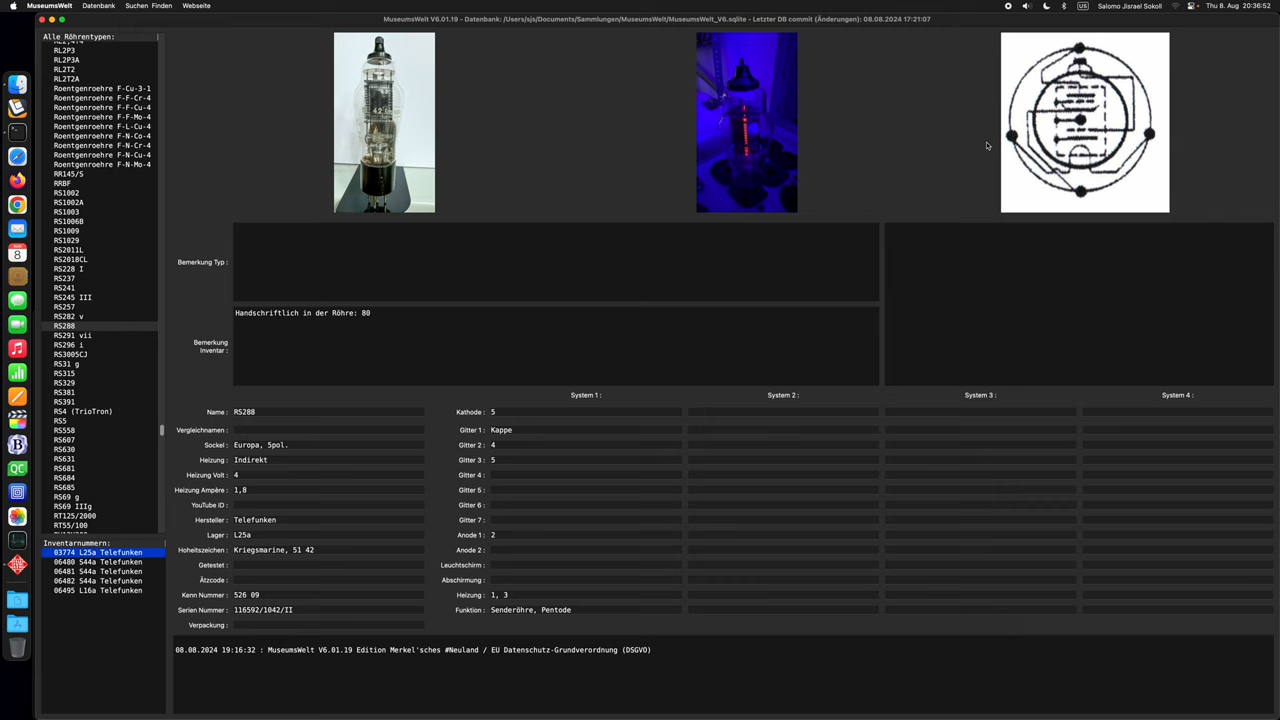 MuseumsWelt Datenbank Suchen Finden Webseite
US Salomo Jisrael Sokoll Thu 8. Aug 20:36:52
MuseumsWelt V6.01.19 - Datenbank: /Users/sjs/Documents/Sammlungen/MuseumsWelt/MuseumsWelt_V6.sqlite - Letzter DB commit (Änderungen): 08.08.2024 17:21:07
Alle Röhrentypen:
RL2P3
RL2P3A
RL2T2
RL2T2A
Roentgenroehre F-Cu-3-1
Roentgenroehre F-F-Cr-4
Roentgenroehre F-F-Cu-4
Roentgenroehre F-F-Mo-4
Roentgenroehre F-L-Cu-4
Roentgenroehre F-N-Co-4
Roentgenroehre F-N-Cr-4
Roentgenroehre F-N-Cu-4
Roentgenroehre F-N-Mo-4
RR145/S
RRBF
RS1002
RS1002A
RS1003
RS1006B
RS1009
RS1029
RS2011L
RS2018CL
RS228 I
RS237
RS241
RS245 III
RS257
RS282 v
RS288
RS291 vii
RS296 i
RS3005CJ
RS31 g
RS315
RS329
RS381
RS391
RS4 (TrioTron)
RS5
RS558
RS607
RS630
RS631
RS681
RS684
RS685
RS69 g
RS69 IIIg
RT125/2000
RT55/100
Inventarnummern:
03774 L25a Telefunken
06480 S44a Telefunken
06481 S44a Telefunken
06482 S44a Telefunken
06495 L16a Telefunken
Bemerkung Typ :
Bemerkung Inventar :
Handschriftlich in der Röhre: 80
System 1 : System 2 : System 3 : System 4 :
Name : RS288
Vergleichnamen :
Sockel : Europa, 5pol.
Heizung : Indirekt
Heizung Volt : 4
Heizung Ampère : 1,8
YouTube ID :
Hersteller : Telefunken
Lager : L25a
Hoheitszeichen : Kriegsmarine, 51 42
Getestet :
Ätzcode :
Kenn Nummer : 526 09
Serien Nummer : 116592/1042/II
Verpackung :
Kathode : 5
Gitter 1 : Kappe
Gitter 2 : 4
Gitter 3 : 5
Gitter 4 :
Gitter 5 :
Gitter 6 :
Gitter 7 :
Anode 1 : 2
Anode 2 :
Leuchtschirm :
Abschirmung :
Heizung : 1, 3
Funktion : Senderöhre, Pentode
08.08.2024 19:16:32 : MuseumsWelt V6.01.19 Edition Merkel'sches #Neuland / EU Datenschutz-Grundverordnung (DSGVO)